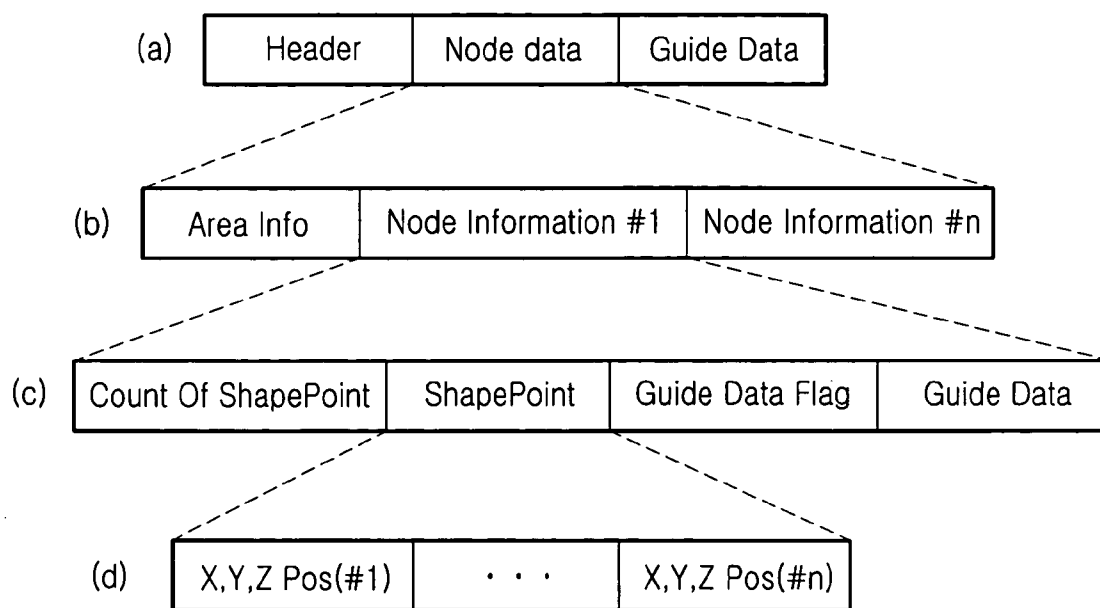 (a) Header Node data Guide Data
(b) Area Info Node Information #1 Node Information #n
(c) Count Of ShapePoint ShapePoint Guide Data Flag Guide Data
(d) X,Y,Z Pos(#1) · · · X,Y,Z Pos(#n)